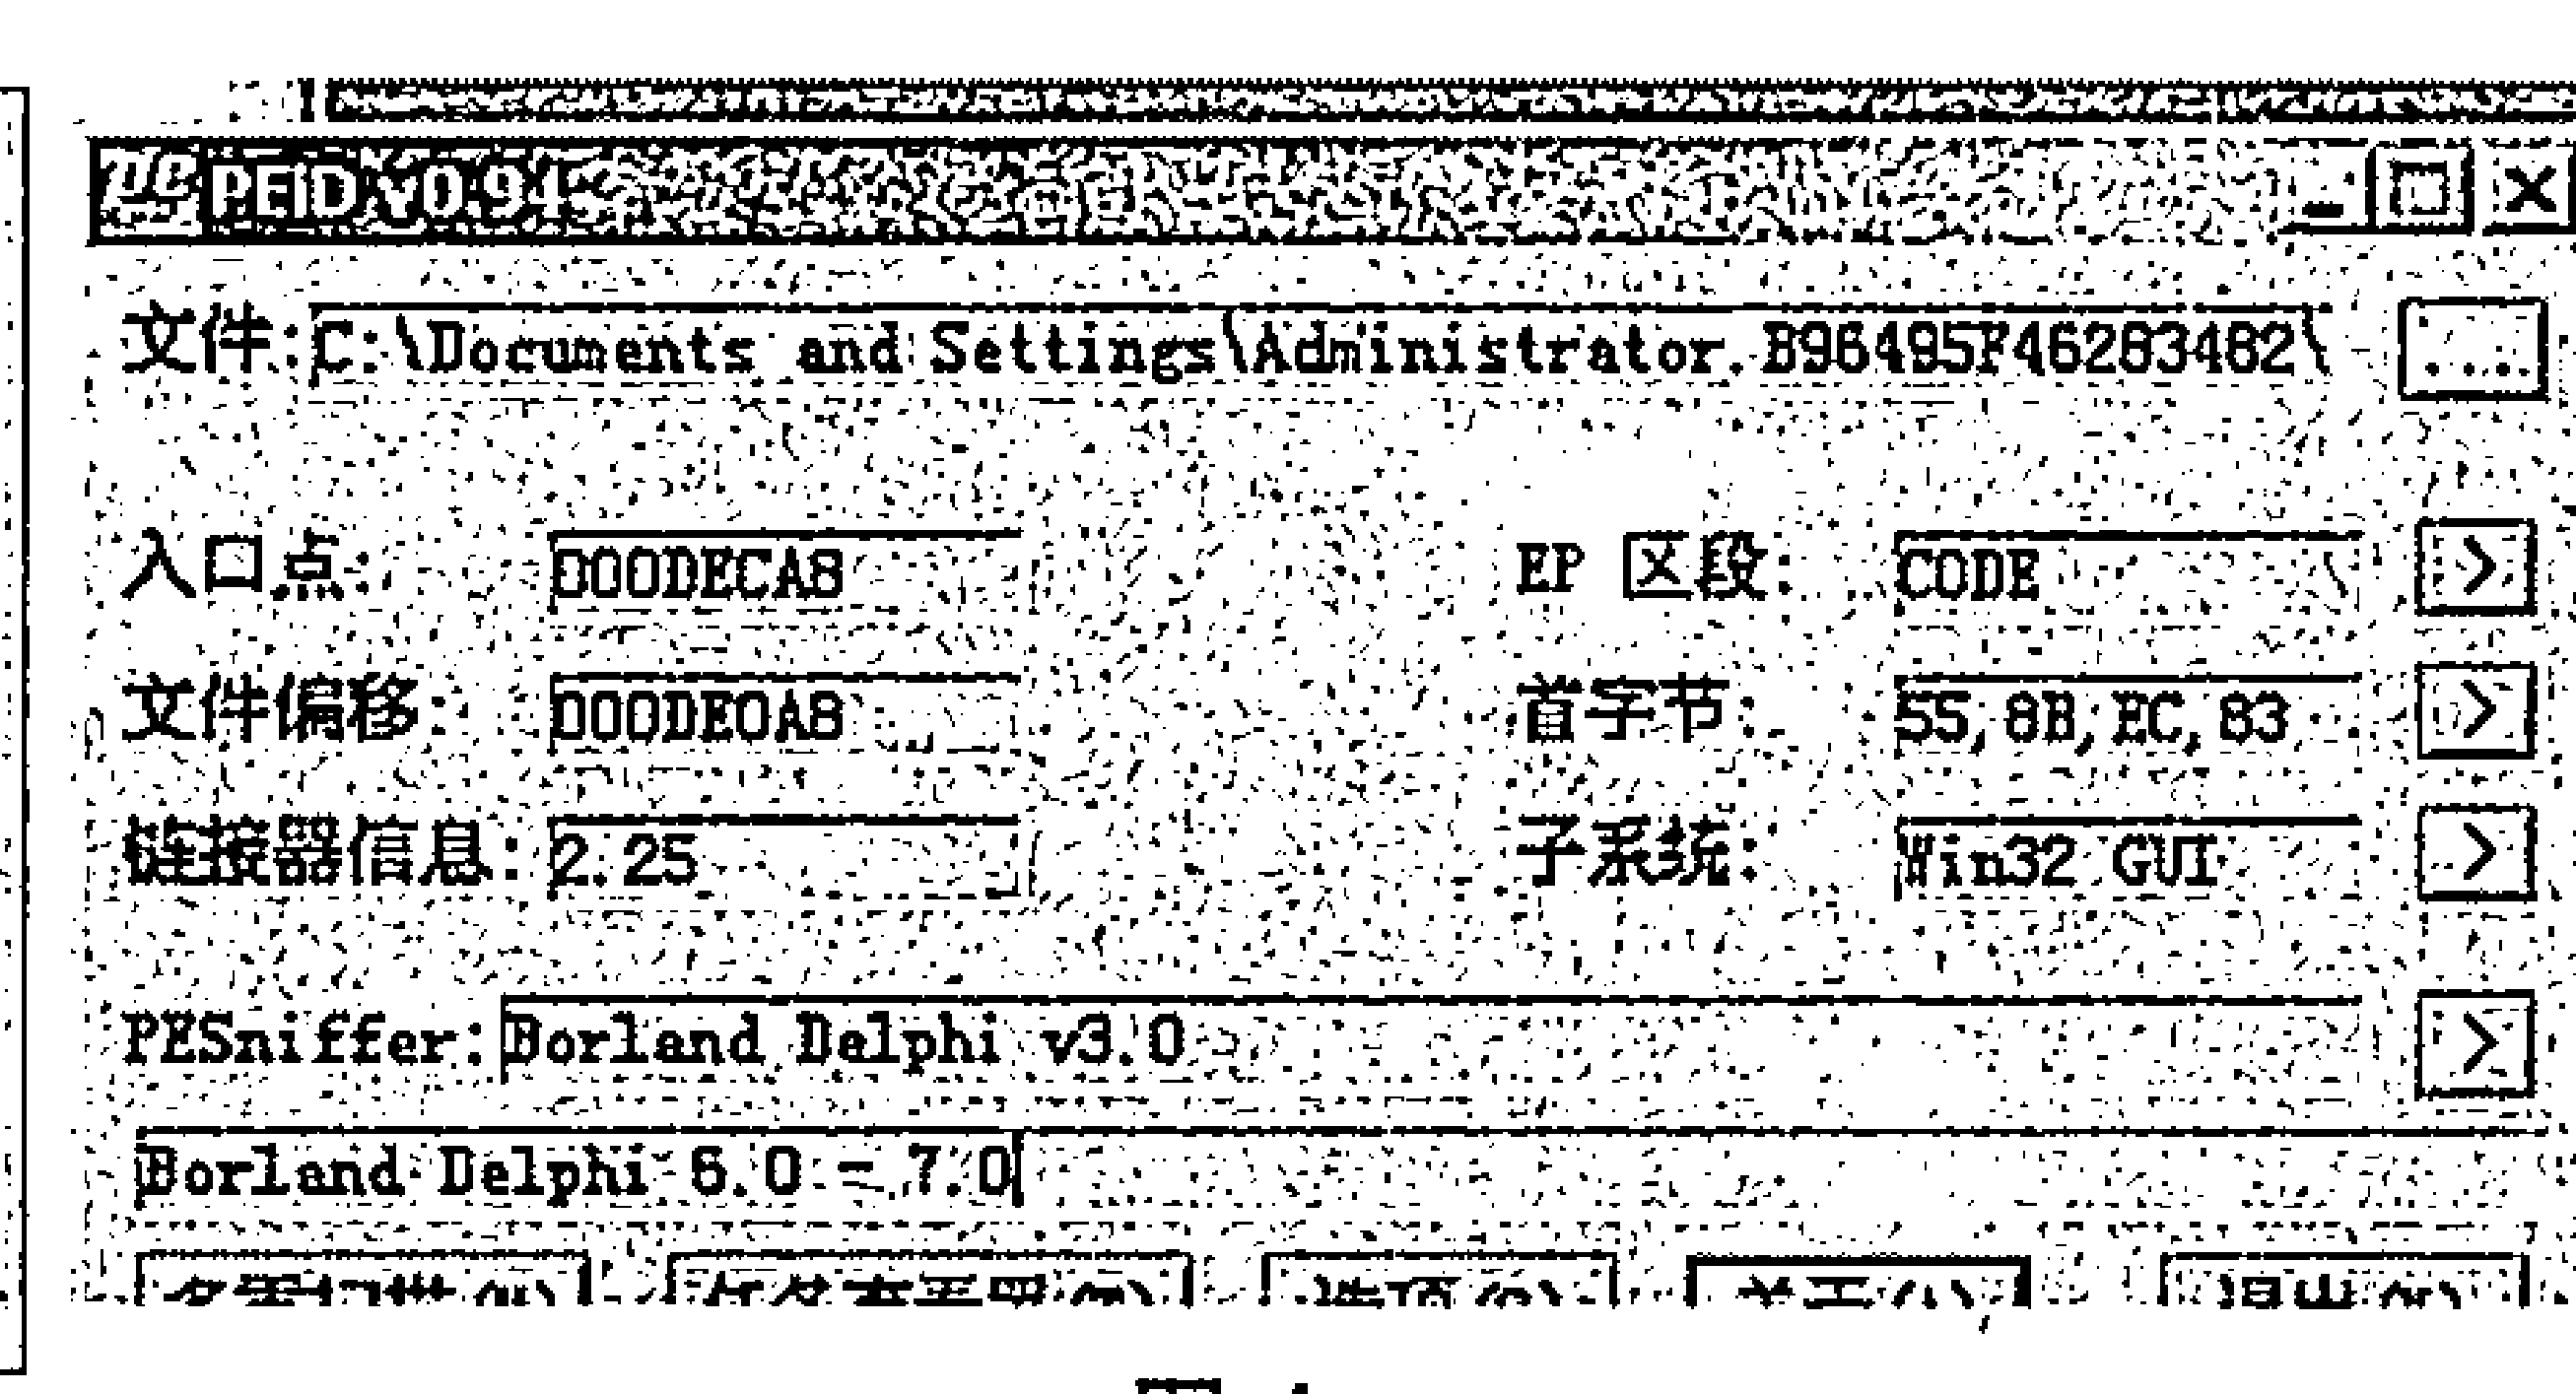 PEiD v0.94
文件: C:\Documents and Settings\Administrator.B96495F46283482\ ...
入口点: 000DECA8 EP 区段: CODE >
文件偏移: 000DE0A8 首字节: 55,8B,EC,83 >
链接器信息: 2.25 子系统: Win32 GUI >
PESniffer: Borland Delphi v3.0 >
Borland Delphi 6.0 - 7.0